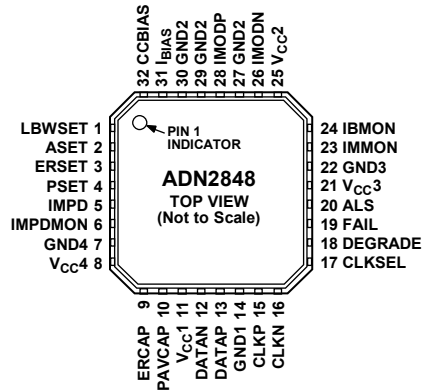 32 CCBIAS
31 IBIAS
30 GND2
29 GND2
28 IMODP
27 GND2
26 IMODN
25 VCC2
LBWSET 1
ASET 2
ERSET 3
PSET 4
IMPD 5
IMPDMON 6
GND4 7
VCC4 8
PIN 1
INDICATOR
ADN2848
TOP VIEW
(Not to Scale)
24 IBMON
23 IMMON
22 GND3
21 VCC3
20 ALS
19 FAIL
18 DEGRADE
17 CLKSEL
ERCAP 9
PAVCAP 10
VCC1 11
DATAN 12
DATAP 13
GND1 14
CLKP 15
CLKN 16